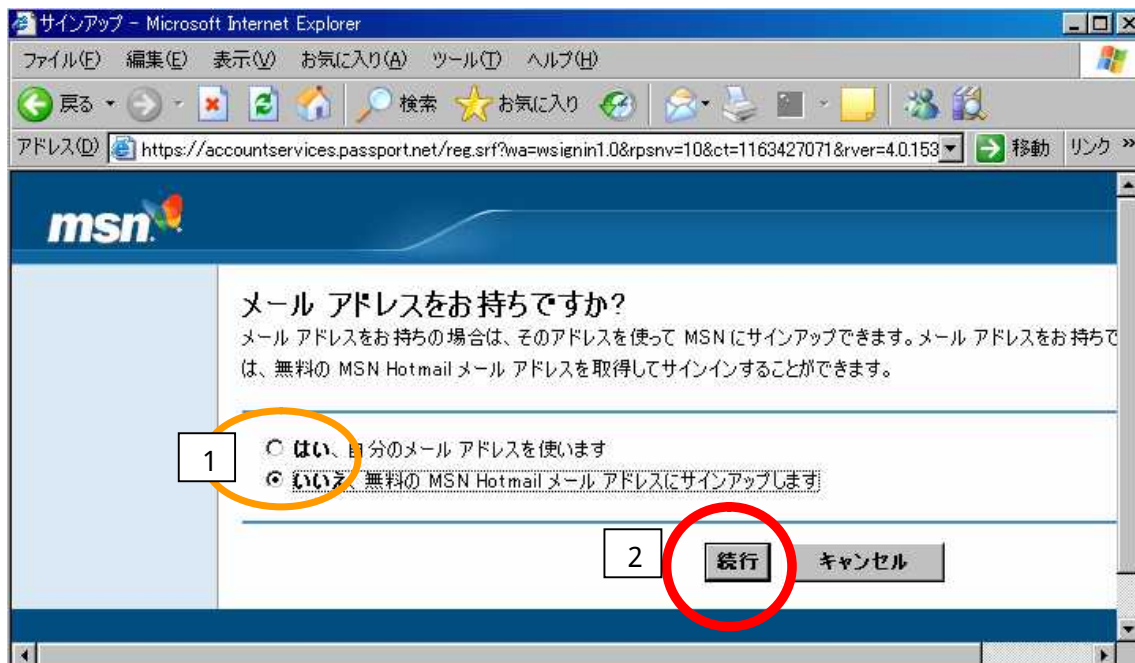 サインアップ - Microsoft Internet Explorer
ファイル(F) 編集(E) 表示(V) お気に入り(A) ツール(T) ヘルプ(H)
戻る 検索 お気に入り
アドレス(D) https://accountservices.passport.net/reg.srf?wa=wsignin1.0&rpsnv=10&ct=1163427071&rver=4.0.153 移動 リンク »
msn
メール アドレスをお持ちですか?
メール アドレスをお持ちの場合は、そのアドレスを使って MSN にサインアップできます。メール アドレスをお持ちで
は、無料の MSN Hotmail メール アドレスを取得してサインインすることができます。
1
はい、自分のメール アドレスを使います
いいえ、無料の MSN Hotmail メール アドレスにサインアップします
2 続行 キャンセル